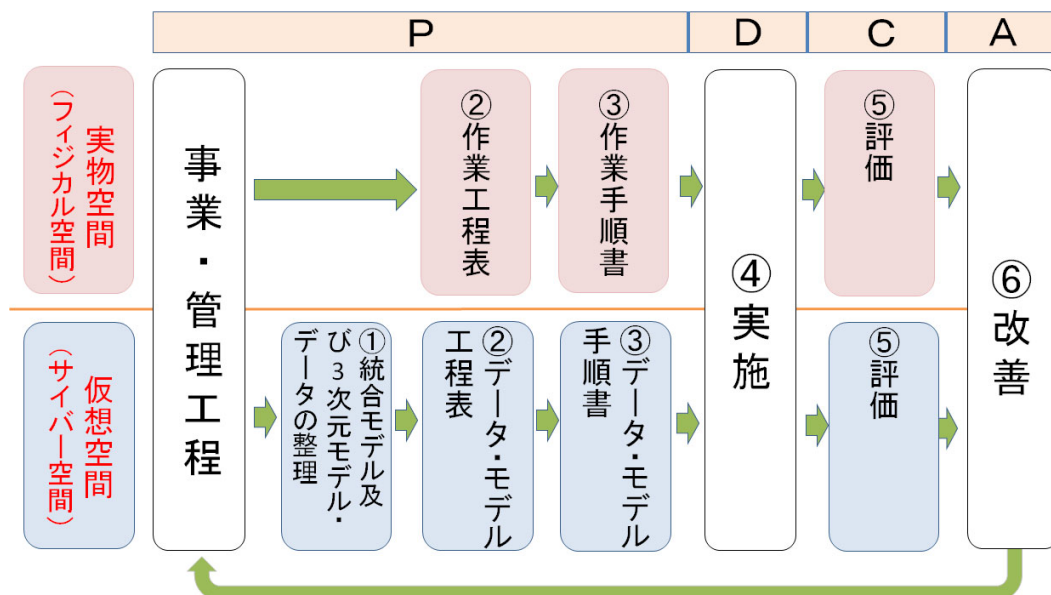 P
D
C
A
実物空間
（フィジカル空間）
事業・管理工程
②作業工程表
③作業手順書
④実施
⑤評価
⑥改善
仮想空間
（サイバー空間）
①統合モデル及
び3次元モデル・
データの整理
②データ・モデル
工程表
③データ・モデル
手順書
⑤評価